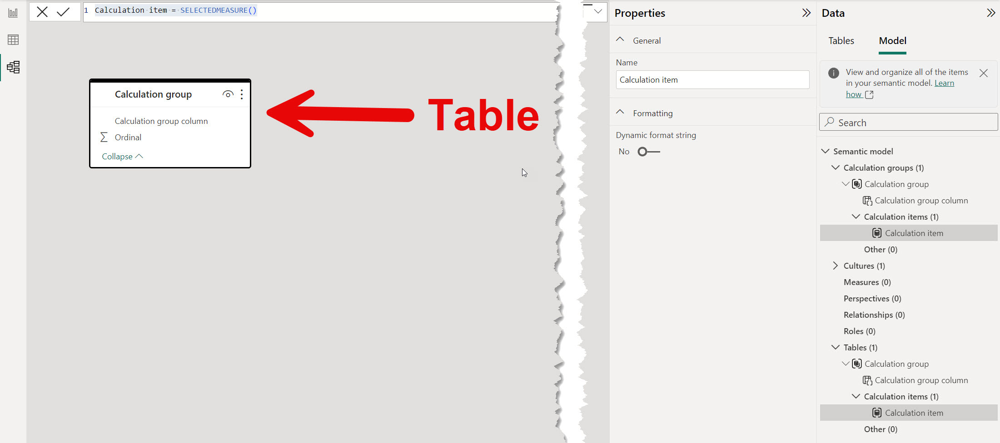 1 Calculation item = SELECTEDMEASURE()
Calculation group
Calculation group column
Ordinal
Collapse
Table
Properties
General
Name
Calculation item
Formatting
Dynamic format string
No
Data
Tables Model
View and organize all of the items
in your semantic model. Learn
how
Search
Semantic model
Calculation groups (1)
Calculation group
Calculation group column
Calculation items (1)
Calculation item
Other (0)
Cultures (1)
Measures (0)
Perspectives (0)
Relationships (0)
Roles (0)
Tables (1)
Calculation group
Calculation group column
Calculation items (1)
Calculation item
Other (0)